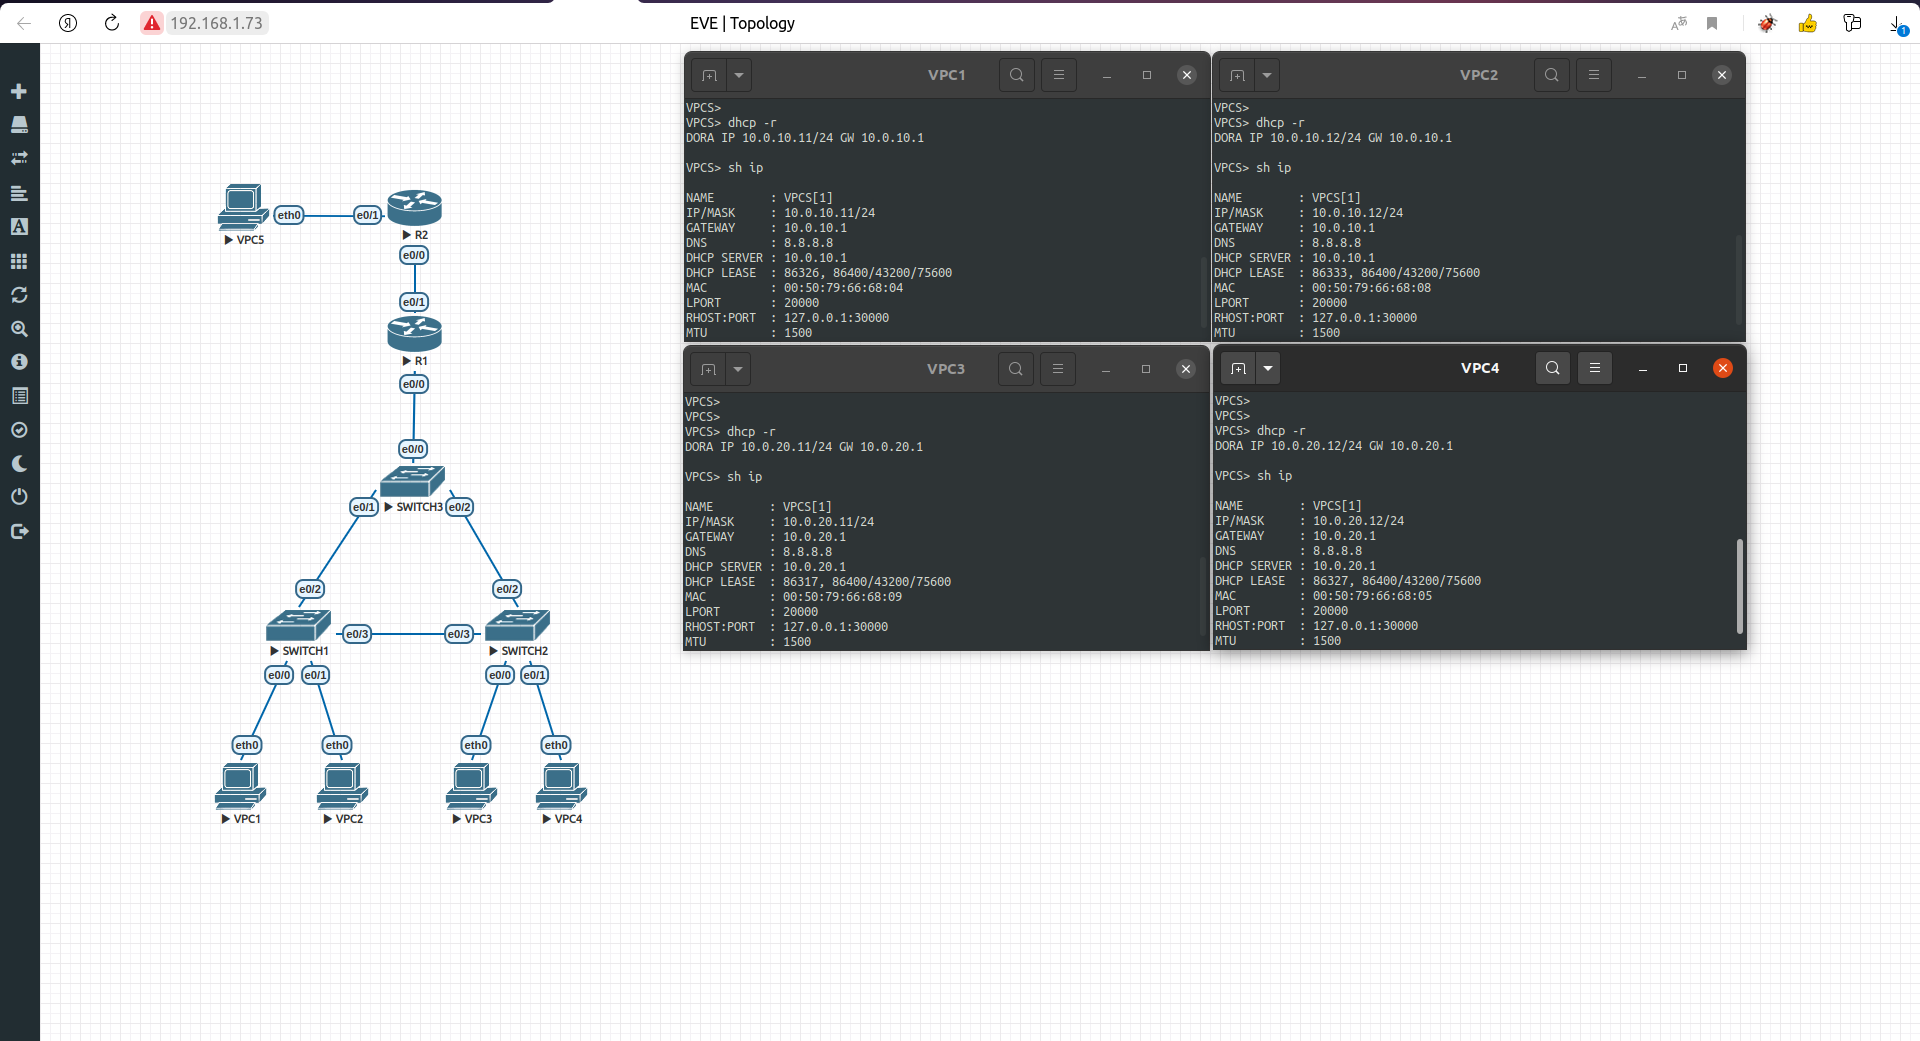 Я
192.168.1.73
EVE | Topology
1
VPC1
VPCS>
VPCS> dhcp -r
DORA IP 10.0.10.11/24 GW 10.0.10.1
VPCS> sh ip
NAME        : VPCS[1]
IP/MASK     : 10.0.10.11/24
GATEWAY     : 10.0.10.1
DNS         : 8.8.8.8
DHCP SERVER : 10.0.10.1
DHCP LEASE  : 86326, 86400/43200/75600
MAC         : 00:50:79:66:68:04
LPORT       : 20000
RHOST:PORT  : 127.0.0.1:30000
MTU         : 1500
VPC2
VPCS>
VPCS> dhcp -r
DORA IP 10.0.10.12/24 GW 10.0.10.1
VPCS> sh ip
NAME        : VPCS[1]
IP/MASK     : 10.0.10.12/24
GATEWAY     : 10.0.10.1
DNS         : 8.8.8.8
DHCP SERVER : 10.0.10.1
DHCP LEASE  : 86333, 86400/43200/75600
MAC         : 00:50:79:66:68:08
LPORT       : 20000
RHOST:PORT  : 127.0.0.1:30000
MTU         : 1500
VPC3
VPCS>
VPCS>
VPCS> dhcp -r
DORA IP 10.0.20.11/24 GW 10.0.20.1
VPCS> sh ip
NAME        : VPCS[1]
IP/MASK     : 10.0.20.11/24
GATEWAY     : 10.0.20.1
DNS         : 8.8.8.8
DHCP SERVER : 10.0.20.1
DHCP LEASE  : 86317, 86400/43200/75600
MAC         : 00:50:79:66:68:09
LPORT       : 20000
RHOST:PORT  : 127.0.0.1:30000
MTU         : 1500
VPC4
VPCS>
VPCS>
VPCS> dhcp -r
DORA IP 10.0.20.12/24 GW 10.0.20.1
VPCS> sh ip
NAME        : VPCS[1]
IP/MASK     : 10.0.20.12/24
GATEWAY     : 10.0.20.1
DNS         : 8.8.8.8
DHCP SERVER : 10.0.20.1
DHCP LEASE  : 86327, 86400/43200/75600
MAC         : 00:50:79:66:68:05
LPORT       : 20000
RHOST:PORT  : 127.0.0.1:30000
MTU         : 1500
eth0 e0/1
VPC5 R2
e0/0
e0/1
R1
e0/0
e0/0
e0/1 SWITCH3 e0/2
e0/2 e0/2
e0/3 e0/3
SWITCH1 SWITCH2
e0/0 e0/1 e0/0 e0/1
eth0 eth0 eth0 eth0
VPC1 VPC2 VPC3 VPC4